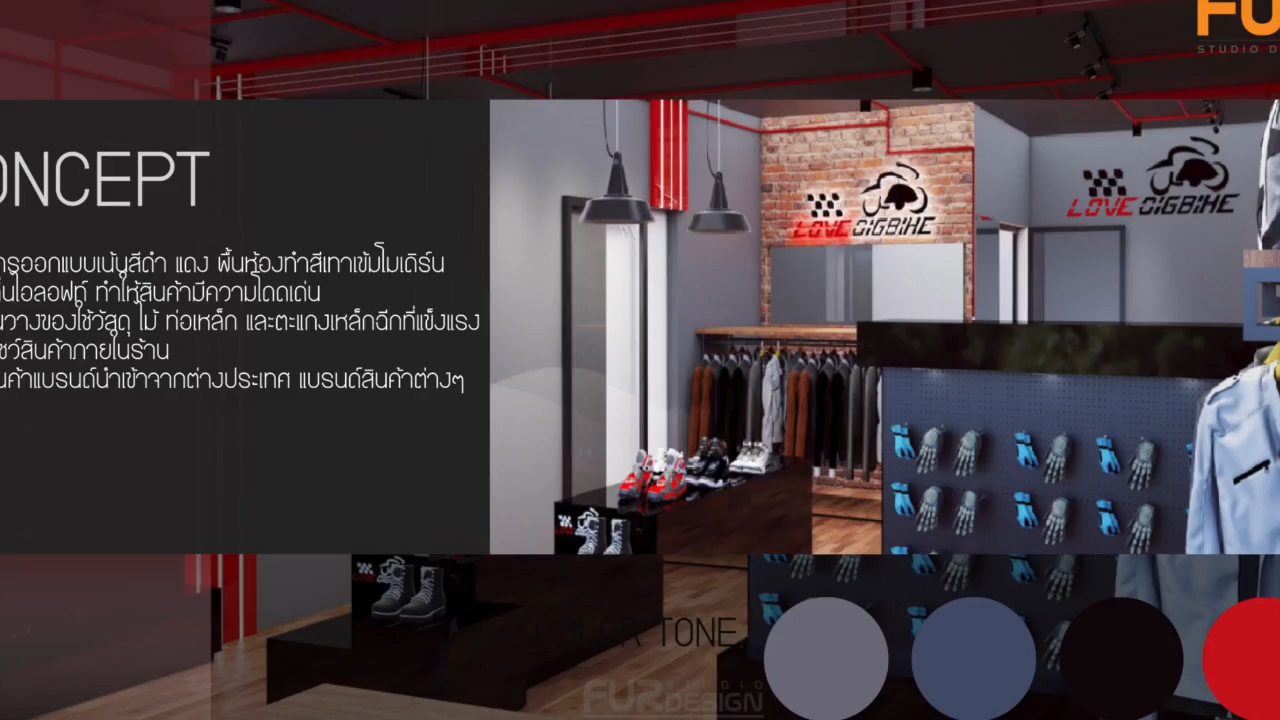 FU
STUDIO D
ONCEPT
ารออกแบบเน้นสีดำ แดง พื้นห้องทำสีเทาเข้มโมเดิร์น
ไอลอฟท์ ทำให้สินค้ามีความโดดเด่น
วางของใช้วัสดุ ไม้ ท่อเหล็ก และตะแกงเหล็กฉีกที่แข็งแรง
ชว์สินค้าภายในร้าน
นค้าแบรนด์นำเข้าจากต่างประเทศ แบรนด์สินค้าต่างๆ
LOVE BIGBIKE
LOVE BIGBIKE
COLOR TONE
STUDIO
FURDESIGN